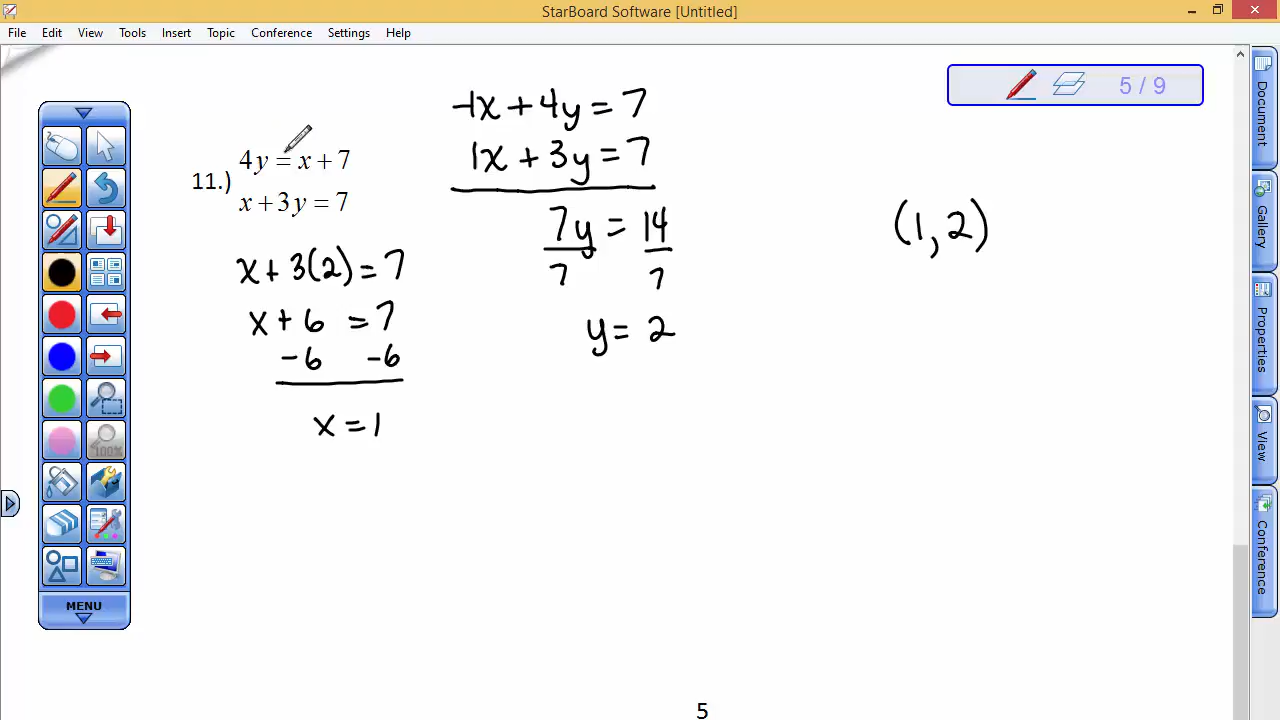 StarBoard Software [Untitled]
File Edit View Tools Insert Topic Conference Settings Help
5 / 9
Document
Gallery
Properties
View
Conference
100%
MENU
11.)
4y = x + 7
x + 3y = 7
x + 3(2) = 7
x + 6 = 7
-6 -6
x = 1
-1x + 4y = 7
1x + 3y = 7
7y = 14
7 7
y = 2
(1, 2)
5